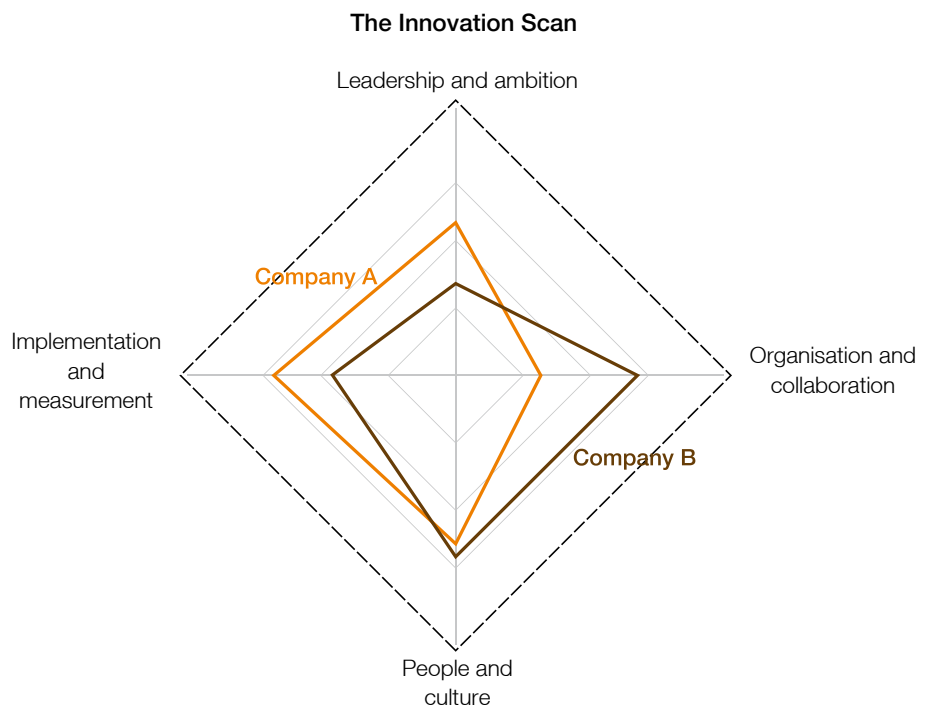 The Innovation Scan
Leadership and ambition
Company A
Implementation
and
measurement
Organisation and
collaboration
Company B
People and
culture